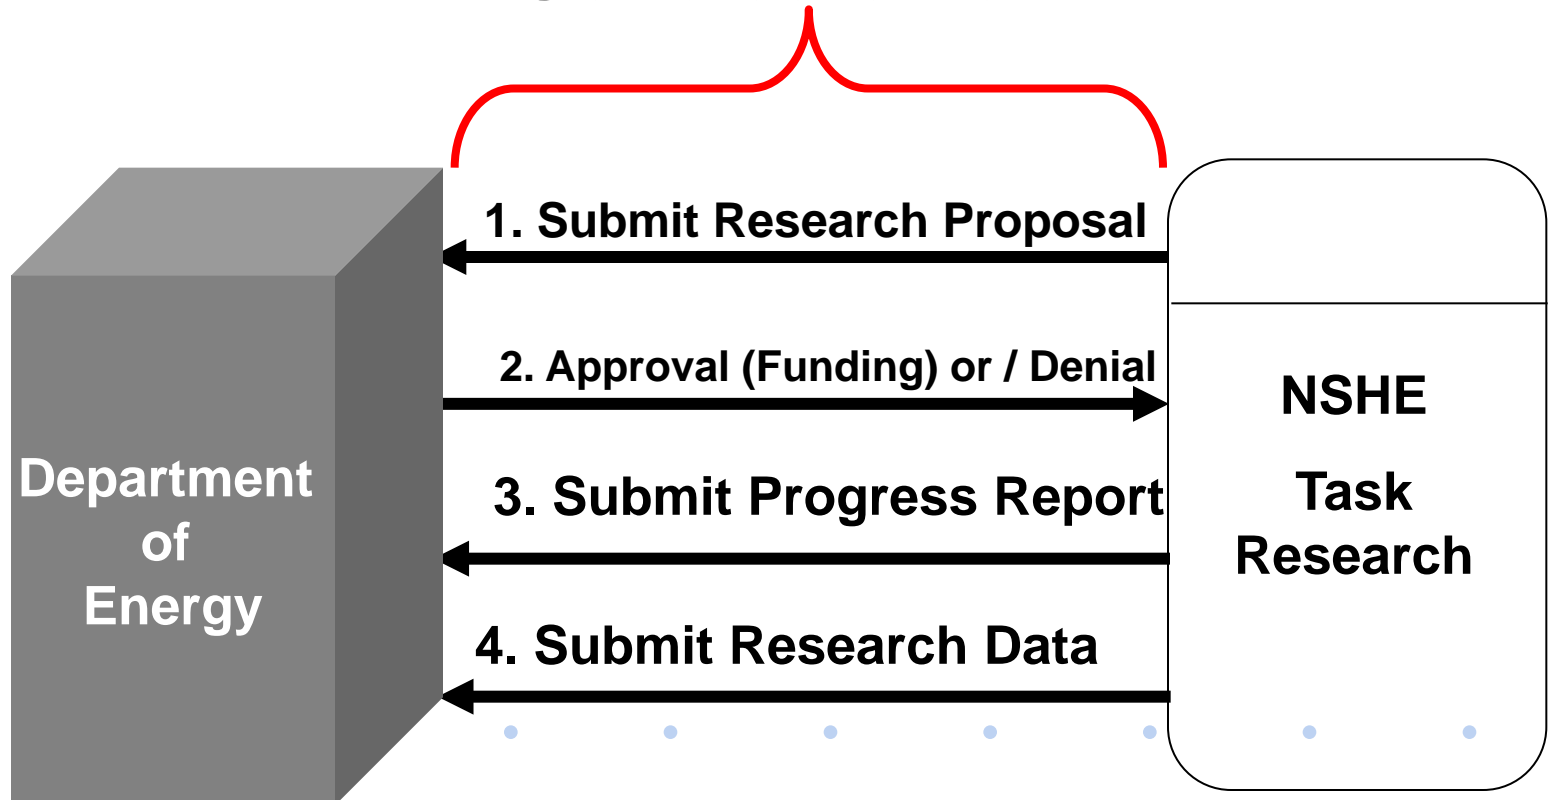 1. Submit Research Proposal
2. Approval (Funding) or / Denial
3. Submit Progress Report
4. Submit Research Data
Department
of
Energy
NSHE
Task
Research